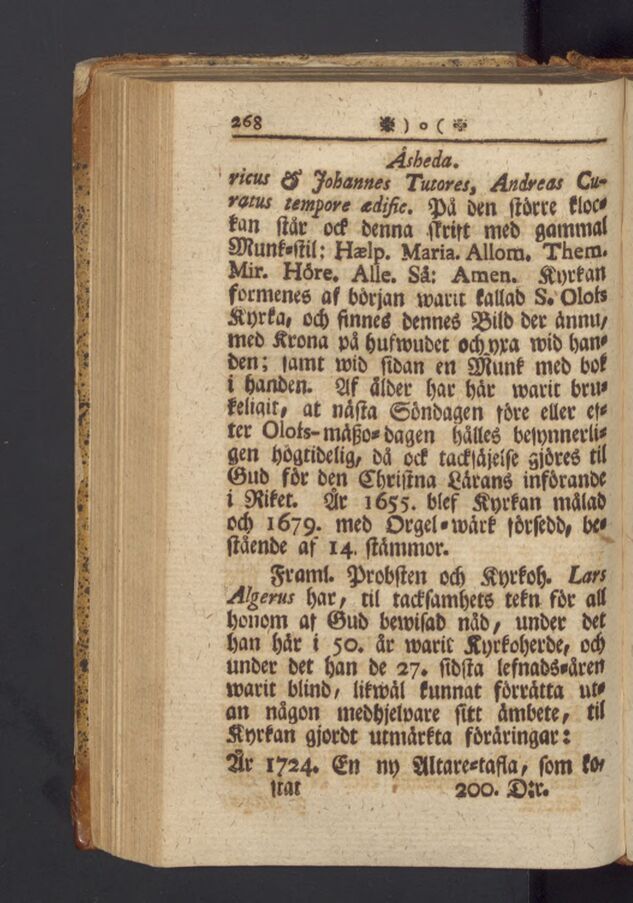 268 ❉ ) o ( ❉
Åsheda.
ricus & Johannes Tutores, Andreas Cu-
ratus tempore ædific. På den större kloc-
kan står ock denna skrift med gammal
Munk-stil: Hælp. Maria. Allom. Them.
Mir. Höre. Alle. Så: Amen. Kyrkan
förmenes af början warit kallad S. Olofs
Kyrka, och finnes dennes Bild der ännu,
med Krona på hufwudet och yxa wid han-
den; samt wid sidan en Munk med bok
i handen. Af ålder har här warit bru-
keligit, at nästa Söndagen före eller ef-
ter Olofs-mäßo-dagen hålles besynnerli-
gen högtidelig, då ock tacksäjelse gjöres til
Gud för den Christna Lärans införande
i Riket. År 1655. blef Kyrkan målad
och 1679. med Orgel-wärk försedd, be-
stående af 14. stämmor.
Framl. Probsten och Kyrkoh. Lars
Algerus har, til tacksamhets tekn för all
honom af Gud bewisad nåd, under det
han här i 50. år warit Kyrkoherde, och
under det han de 27. sidsta lefnads-åren
warit blind, likwäl kunnat förrätta ut-
an någon medhjelpare sitt ämbete, til
Kyrkan gjordt utmärkta föräringar:
År 1724. En ny Altare-tafla, som ko-
stat 200. D:r.